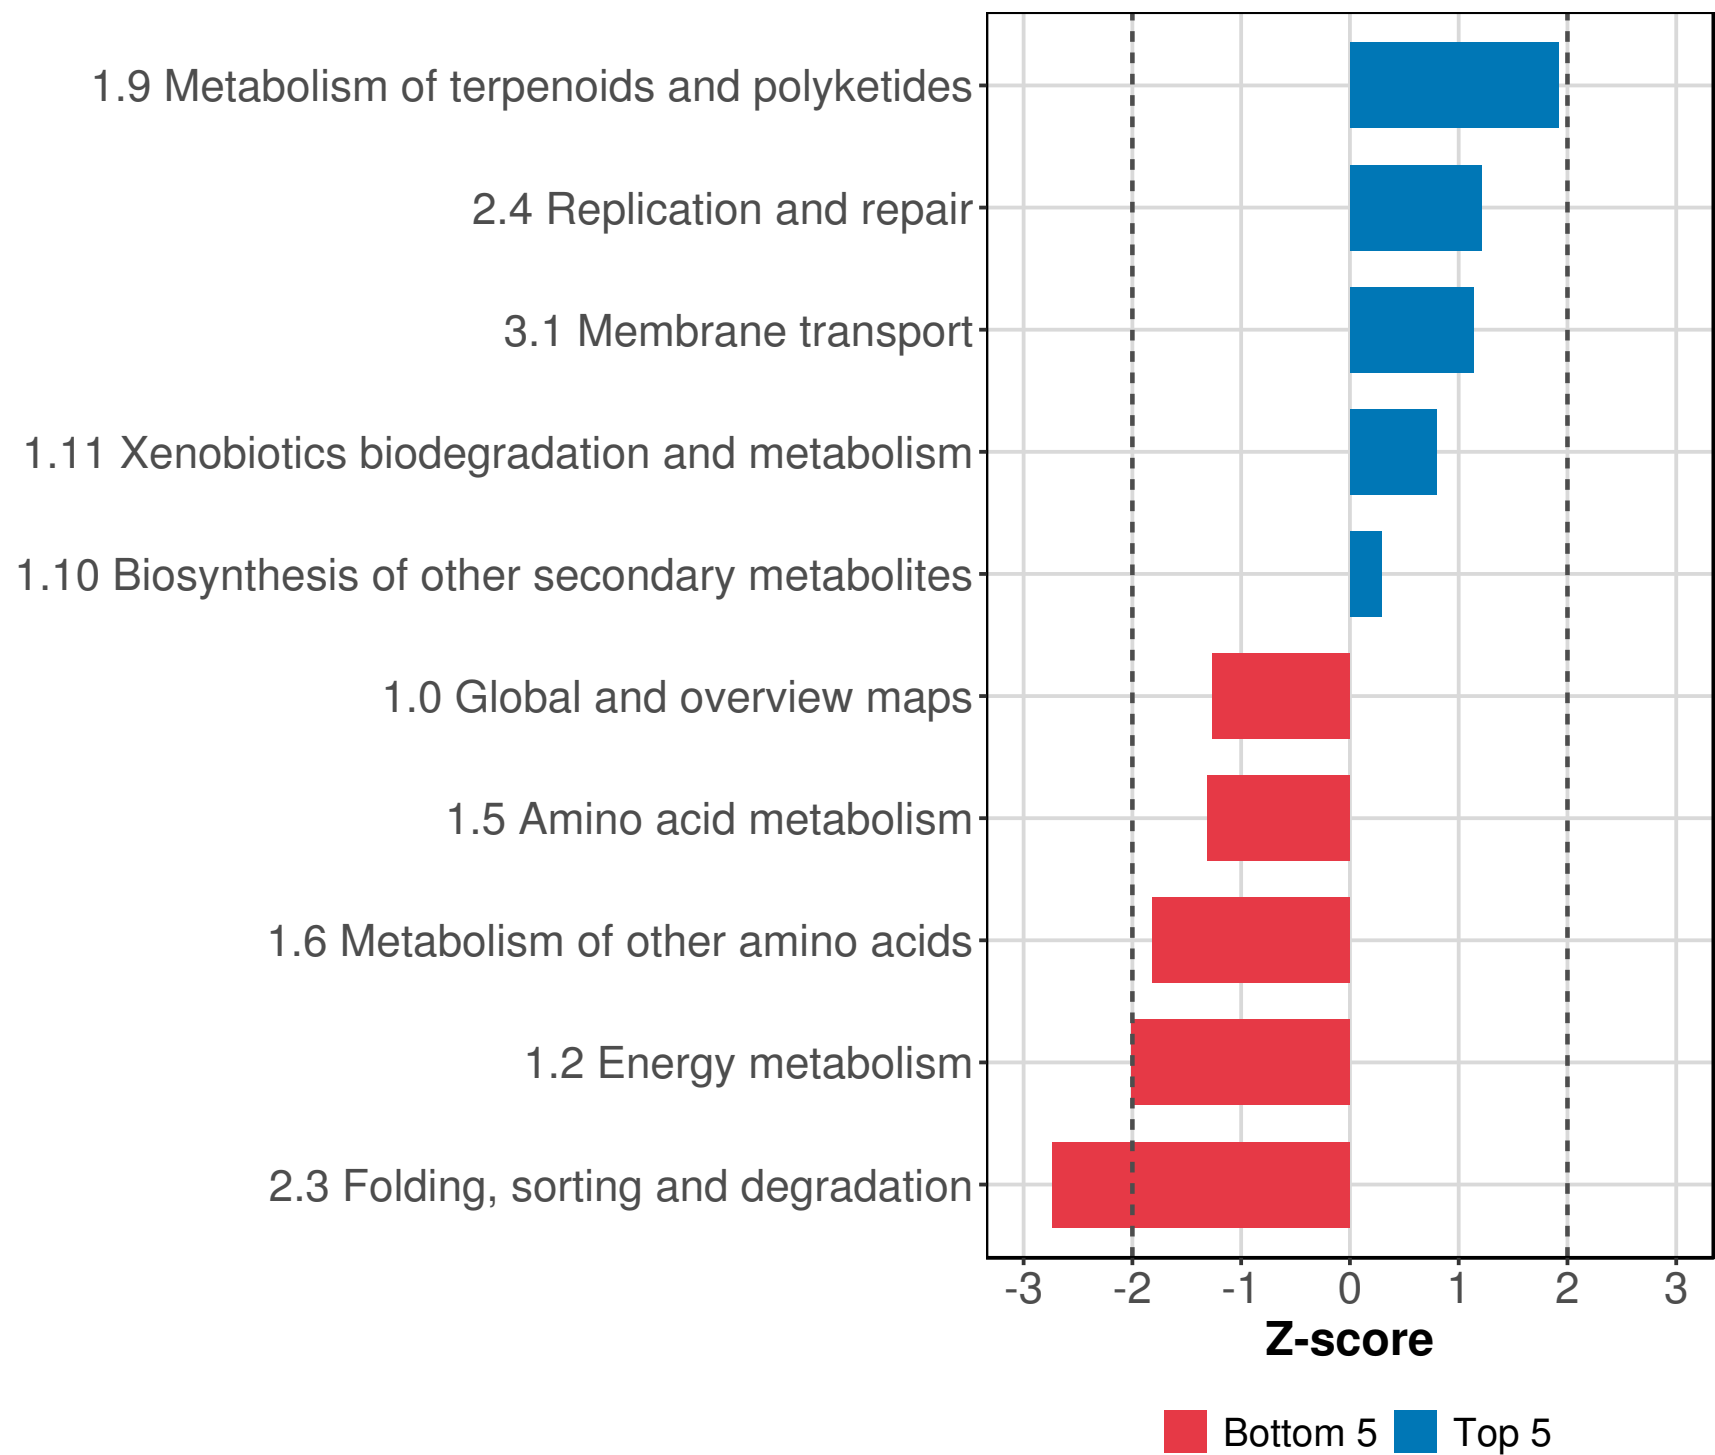 1.9 Metabolism of terpenoids and polyketides
2.4 Replication and repair
3.1 Membrane transport
1.11 Xenobiotics biodegradation and metabolism
1.10 Biosynthesis of other secondary metabolites
1.0 Global and overview maps
1.5 Amino acid metabolism
1.6 Metabolism of other amino acids
1.2 Energy metabolism
2.3 Folding, sorting and degradation
-3 -2 -1 0 1 2 3
Z-score
Bottom 5 Top 5